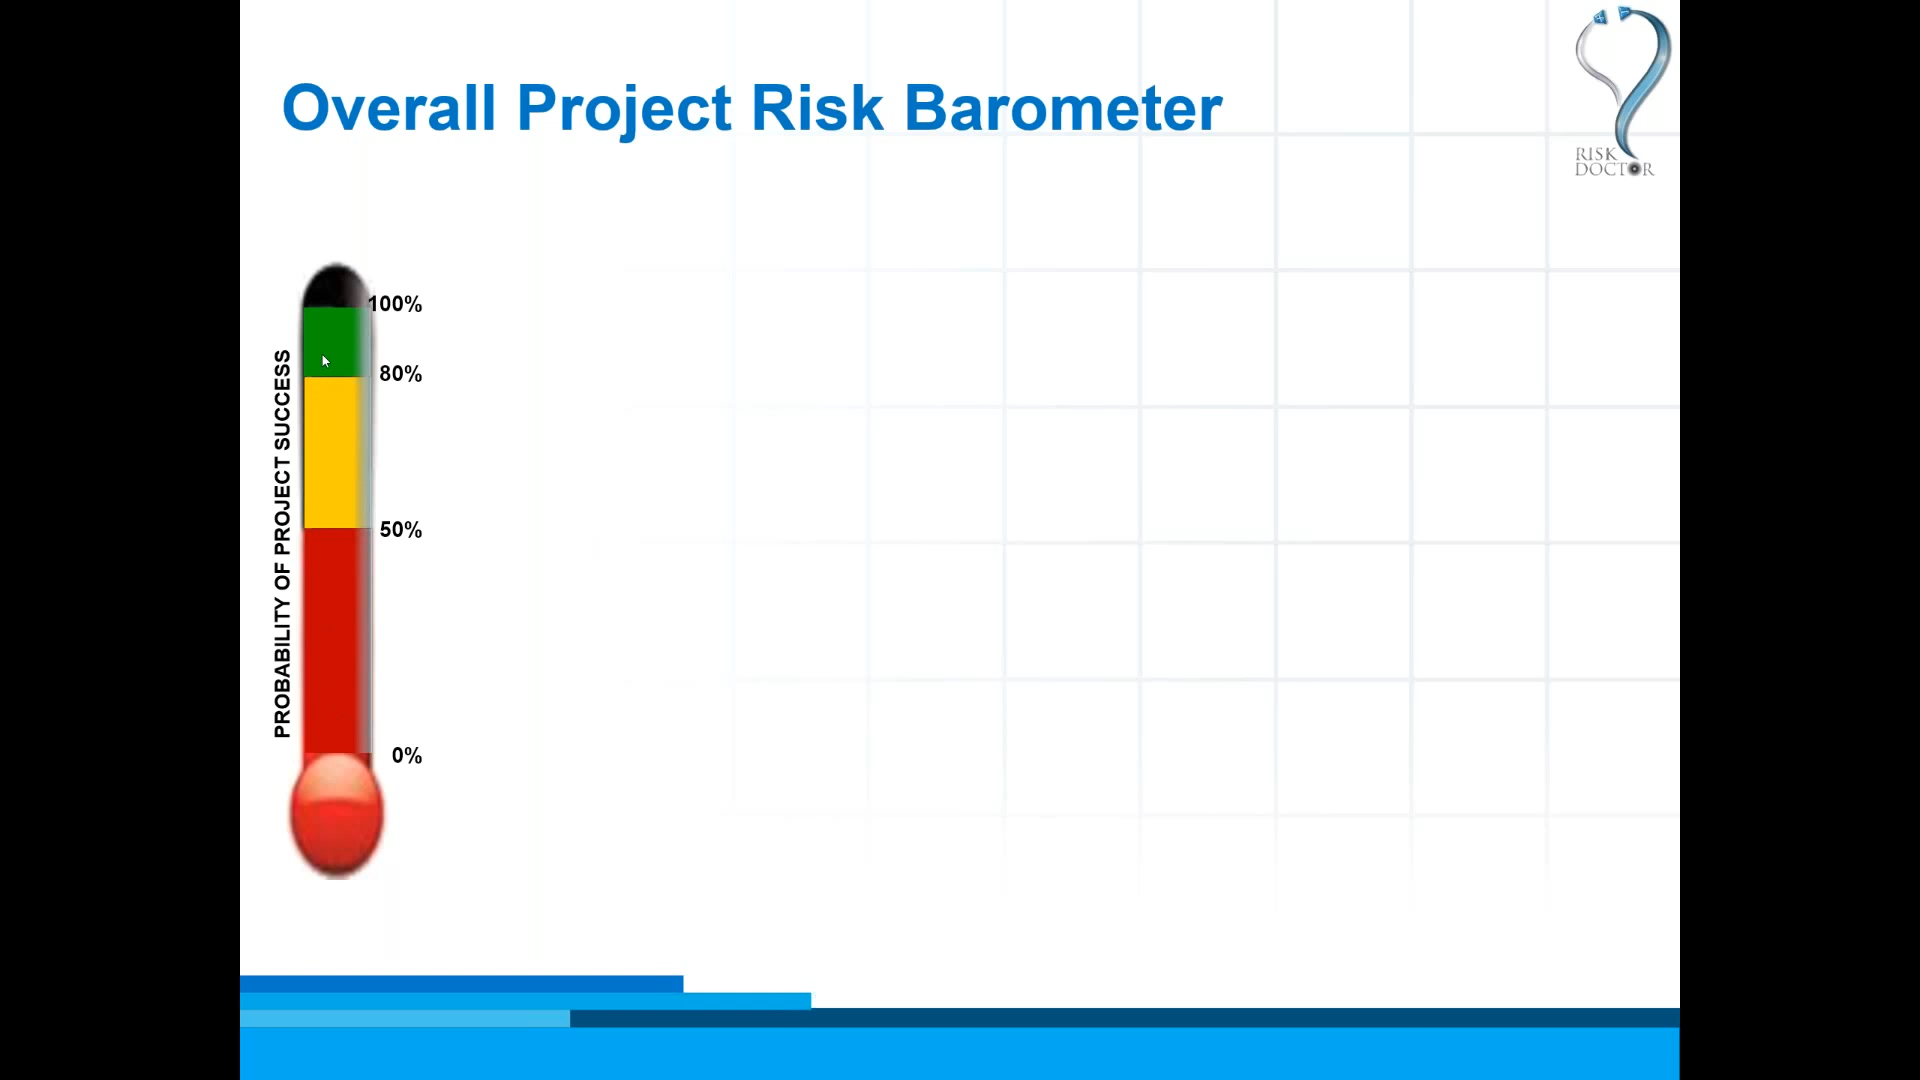 Overall Project Risk Barometer
RISK
DOCTOR
100%
80%
50%
0%
PROBABILITY OF PROJECT SUCCESS